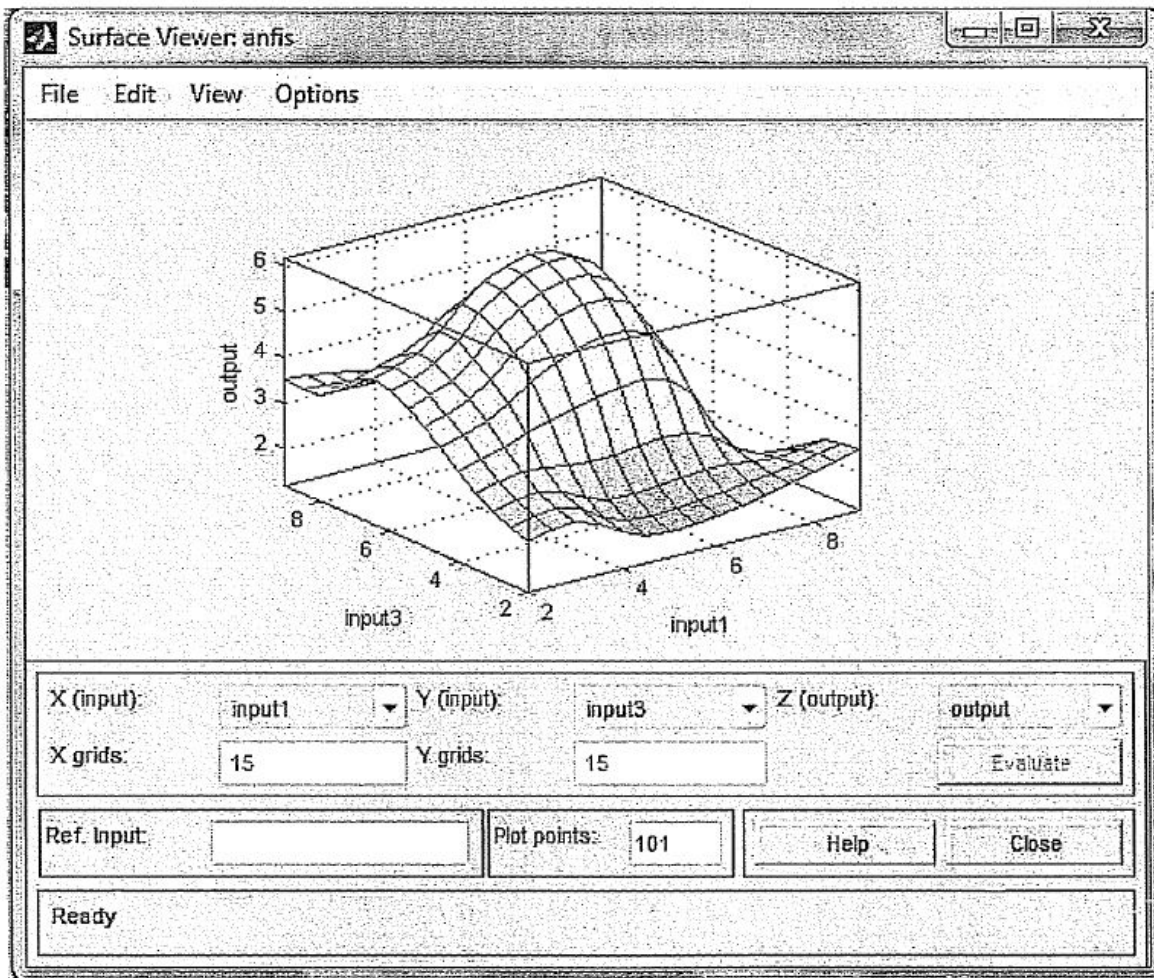 Surface Viewer: anfis
File Edit View Options
6
5
4
3
2
output
8
6
4
2
input3
2
4
6
8
input1
X (input): input1 Y (input): input3 Z (output): output
X grids: 15 Y grids: 15 Evaluate
Ref. Input: Plot points: 101 Help Close
Ready